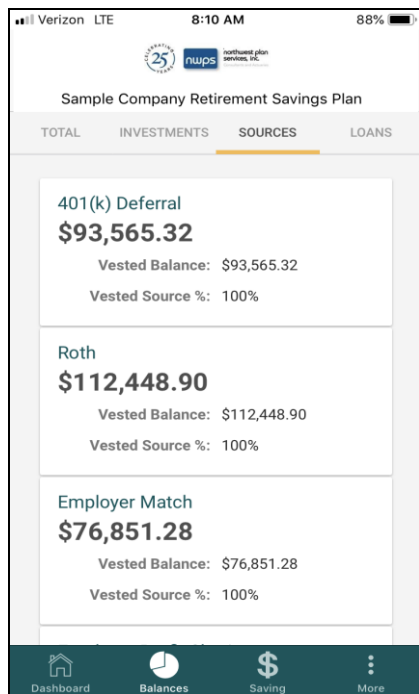 Verizon LTE 8:10 AM 88%
CELEBRATING
25
YEARS
nwps
northwest plan
services, inc.
Sample Company Retirement Savings Plan
TOTAL INVESTMENTS SOURCES LOANS
401(k) Deferral
$93,565.32
Vested Balance: $93,565.32
Vested Source %: 100%
Roth
$112,448.90
Vested Balance: $112,448.90
Vested Source %: 100%
Employer Match
$76,851.28
Vested Balance: $76,851.28
Vested Source %: 100%
Dashboard Balances Saving More